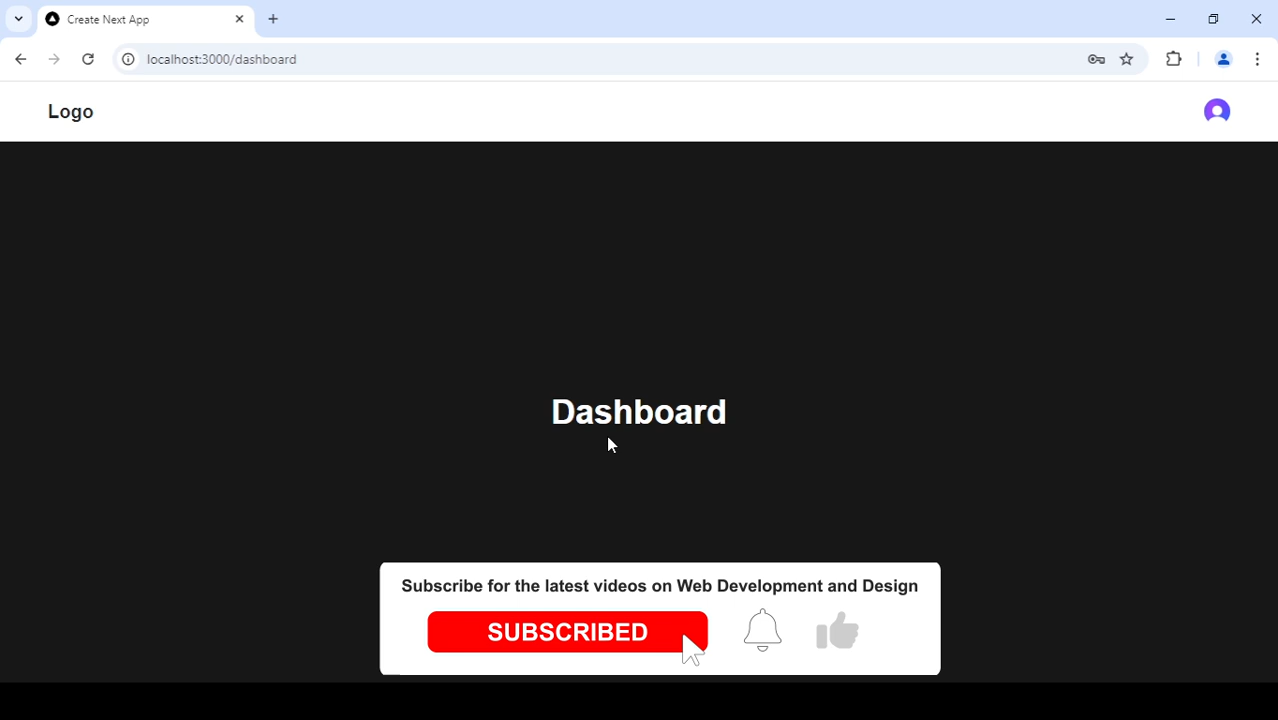 Create Next App
localhost:3000/dashboard
Logo
Dashboard
Subscribe for the latest videos on Web Development and Design
SUBSCRIBED